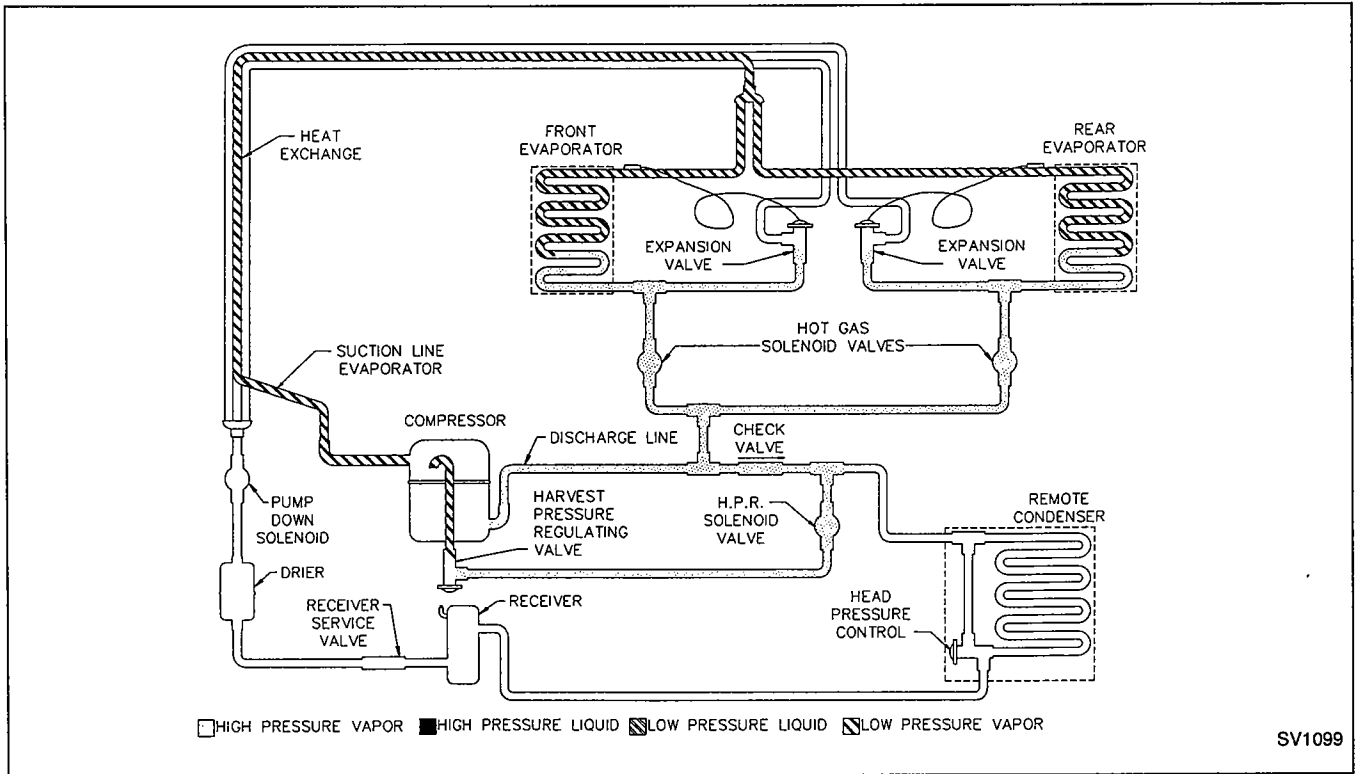 HEAT
EXCHANGE
FRONT
EVAPORATOR
REAR
EVAPORATOR
EXPANSION
VALVE
EXPANSION
VALVE
HOT GAS
SOLENOID VALVES
SUCTION LINE
EVAPORATOR
COMPRESSOR
DISCHARGE LINE
CHECK
VALVE
PUMP
DOWN
SOLENOID
HARVEST
PRESSURE
REGULATING
VALVE
H.P.R.
SOLENOID
VALVE
REMOTE
CONDENSER
DRIER
RECEIVER
SERVICE
VALVE
RECEIVER
HEAD
PRESSURE
CONTROL
HIGH PRESSURE VAPOR HIGH PRESSURE LIQUID LOW PRESSURE LIQUID LOW PRESSURE VAPOR
SV1099